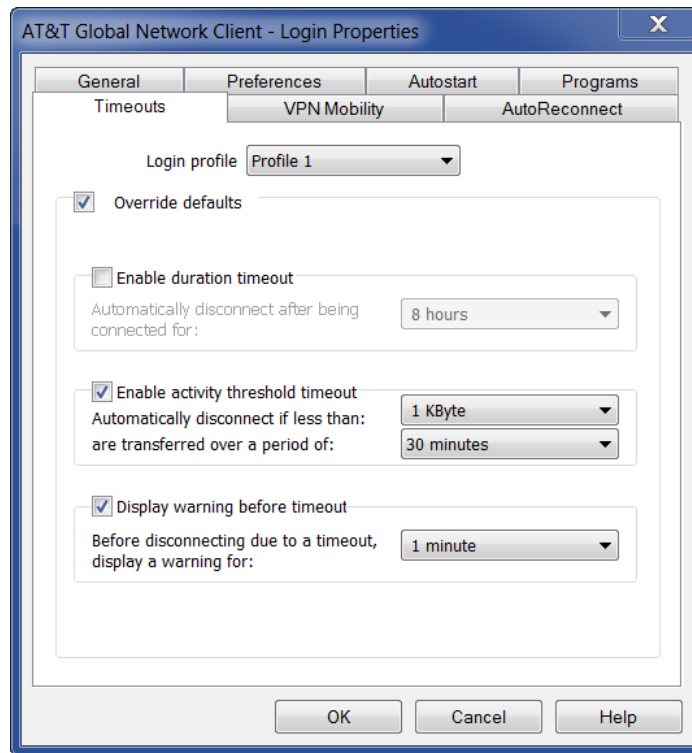 AT&T Global Network Client - Login Properties
X
General Preferences Autostart Programs
Timeouts VPN Mobility AutoReconnect
Login profile Profile 1
Override defaults
Enable duration timeout
Automatically disconnect after being
connected for:
8 hours
Enable activity threshold timeout
Automatically disconnect if less than: 1 KByte
are transferred over a period of: 30 minutes
Display warning before timeout
Before disconnecting due to a timeout,
display a warning for:
1 minute
OK Cancel Help